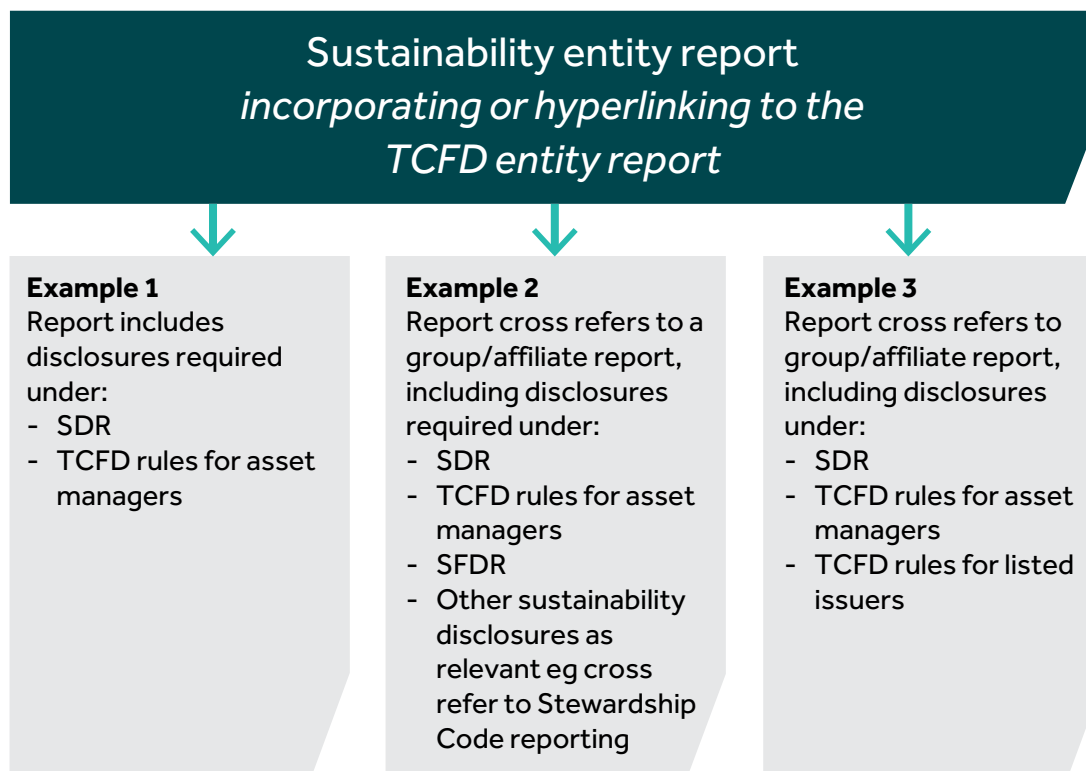 Sustainability entity report
incorporating or hyperlinking to the
TCFD entity report
Example 1
Report includes
disclosures required
under:
- SDR
- TCFD rules for asset
managers
Example 2
Report cross refers to a
group/affiliate report,
including disclosures
required under:
- SDR
- TCFD rules for asset
managers
- SFDR
- Other sustainability
disclosures as
relevant eg cross
refer to Stewardship
Code reporting
Example 3
Report cross refers to
group/affiliate report,
including disclosures
under:
- SDR
- TCFD rules for asset
managers
- TCFD rules for listed
issuers